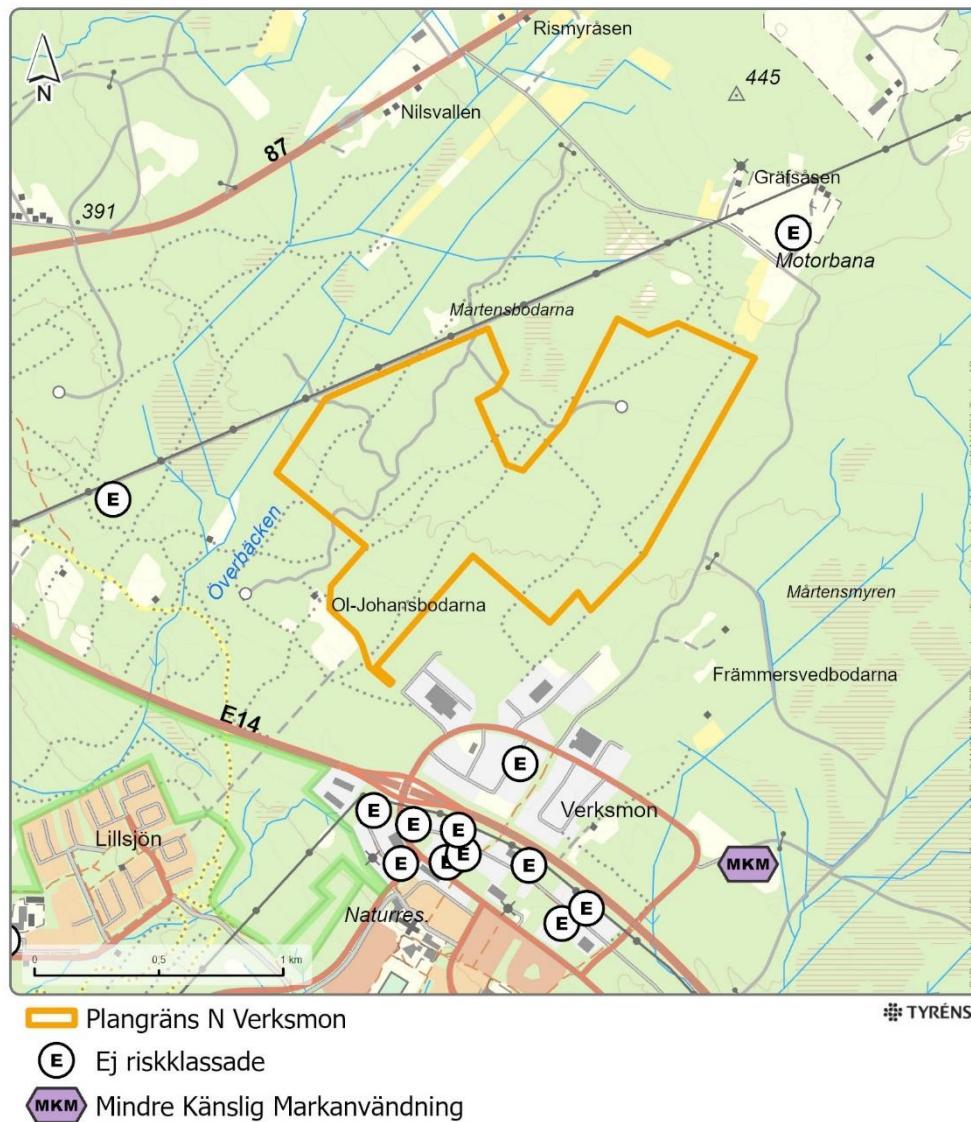 Rismyråsen
445
Nilsvallen
87
Gräfsåsen
391
E
Motorbana
Mårtensbodarna
N
E
Överbäcken
Ol-Johansbodarna
Mårtensmyren
Främmersvedbodarna
E14
E
Verksmon
Lillsjön
E
E
E
E
E
E
E
MKM
Naturres.
E
E
0 0,5 1 km
Plangräns N Verksmon
TYRÉNS
E Ej riskklassade
MKM Mindre Känslig Markanvändning